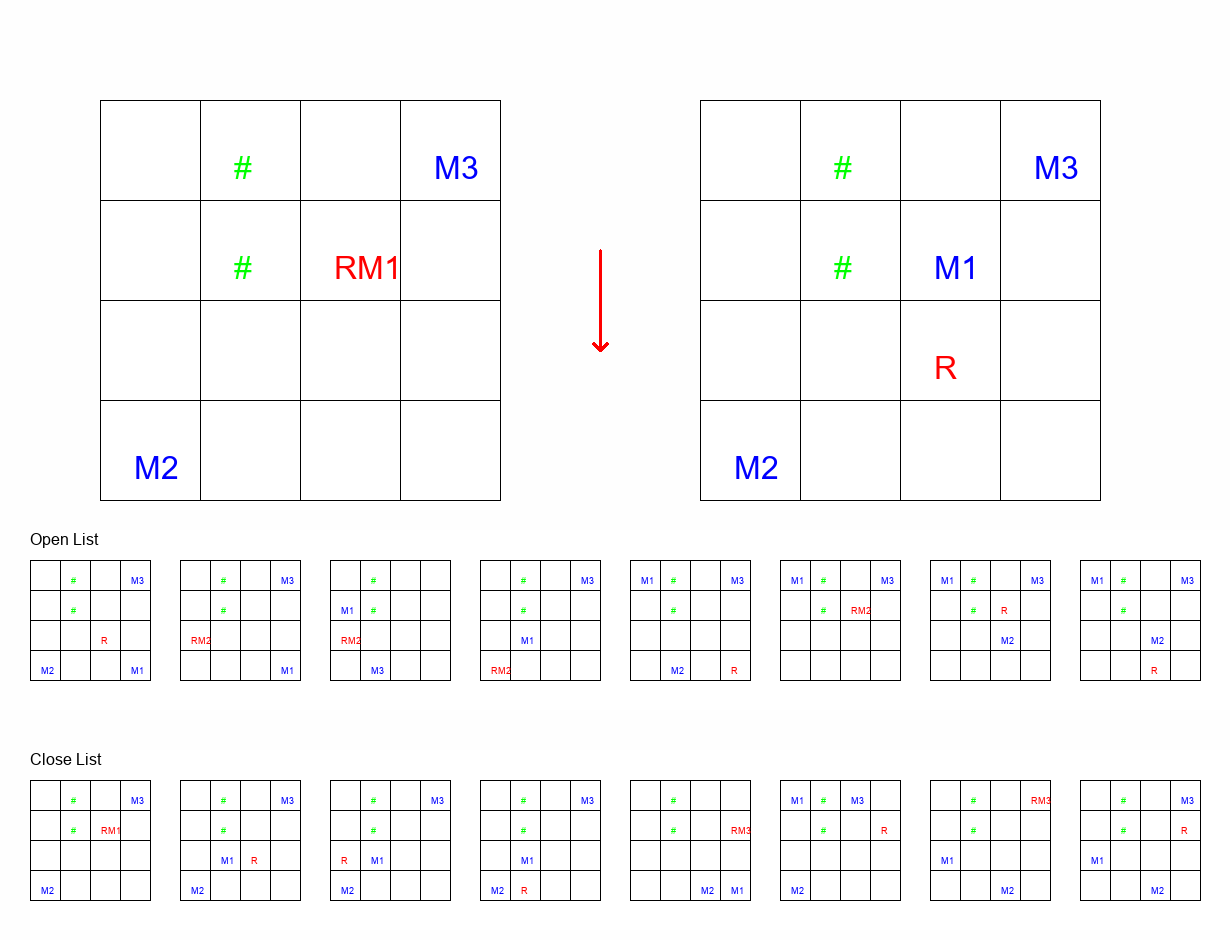 # M3 # M3
# RM1 # M1
R
M2 M2
Open List
# M3 # M3 # # M3 M1 # M3 M1 # M3 M1 # M3 M1 # M3
# # M1 # # # # RM2 # R #
R RM2 RM2 M1 M2 M2
M2 M1 M1 M3 RM2 M2 R R
Close List
# M3 # M3 # M3 # M3 # M1 # M3 # RM3 # M3
# RM1 # # # # RM3 # R # # R
M1 R R M1 M1 M1 M1
M2 M2 M2 M2 R M2 M1 M2 M2 M2